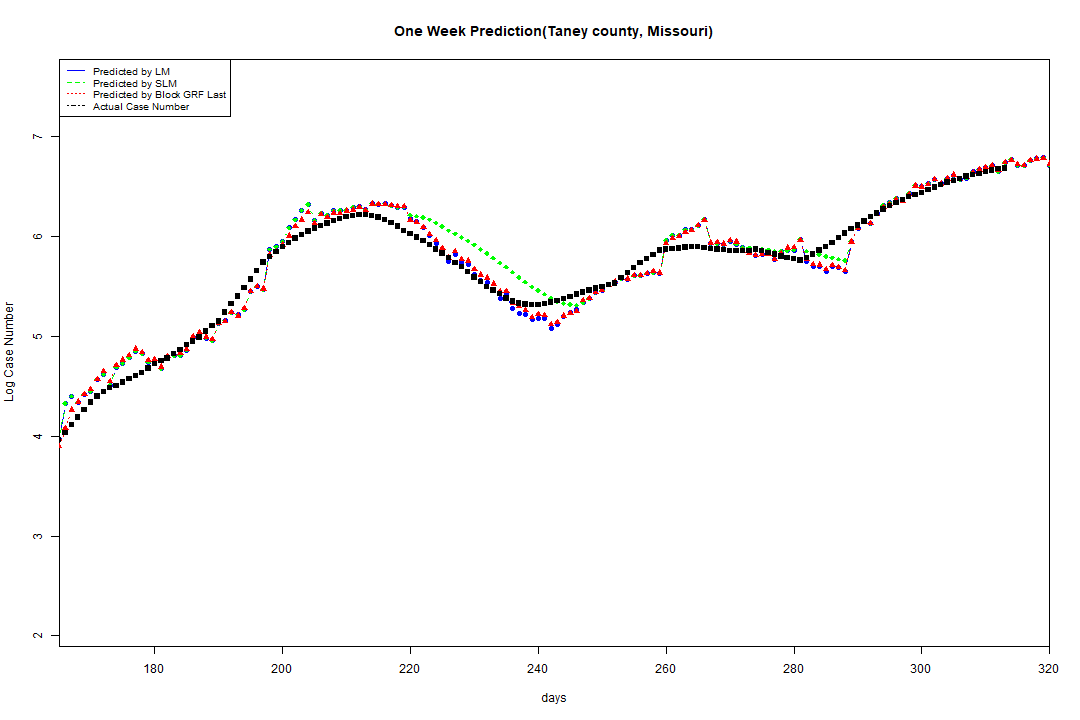 One Week Prediction(Taney county, Missouri)
Predicted by LM
Predicted by SLM
Predicted by Block GRF Last
Actual Case Number
7
6
5
4
3
2
Log Case Number
180 200 220 240 260 280 300 320
days